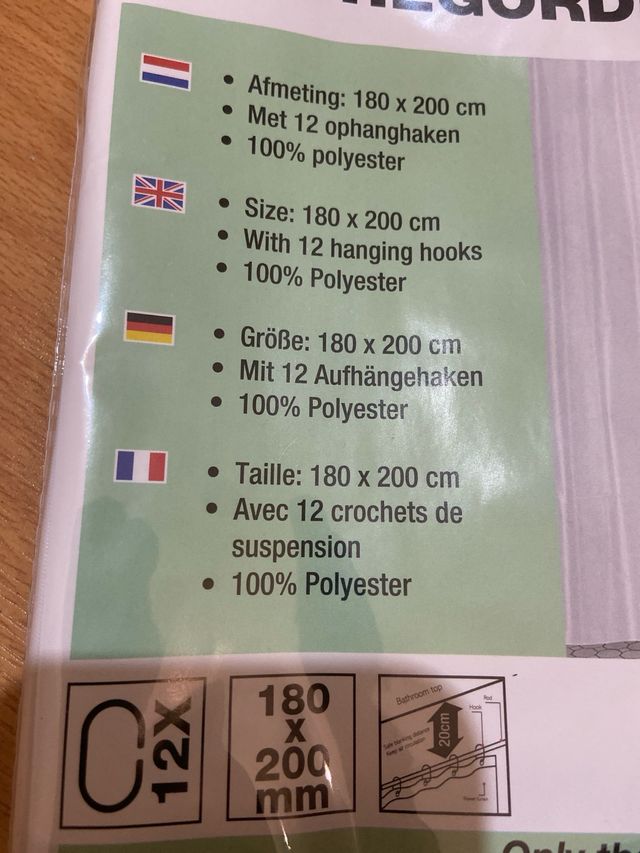 Afmeting: 180 x 200 cm
Met 12 ophanghaken
100% polyester
Size: 180 x 200 cm
With 12 hanging hooks
100% Polyester
Größe: 180 x 200 cm
Mit 12 Aufhängehaken
100% Polyester
Taille: 180 x 200 cm
Avec 12 crochets de
suspension
100% Polyester
12X
180
x
200
mm
Bathroom top
Rod
Hook
20cm
Only